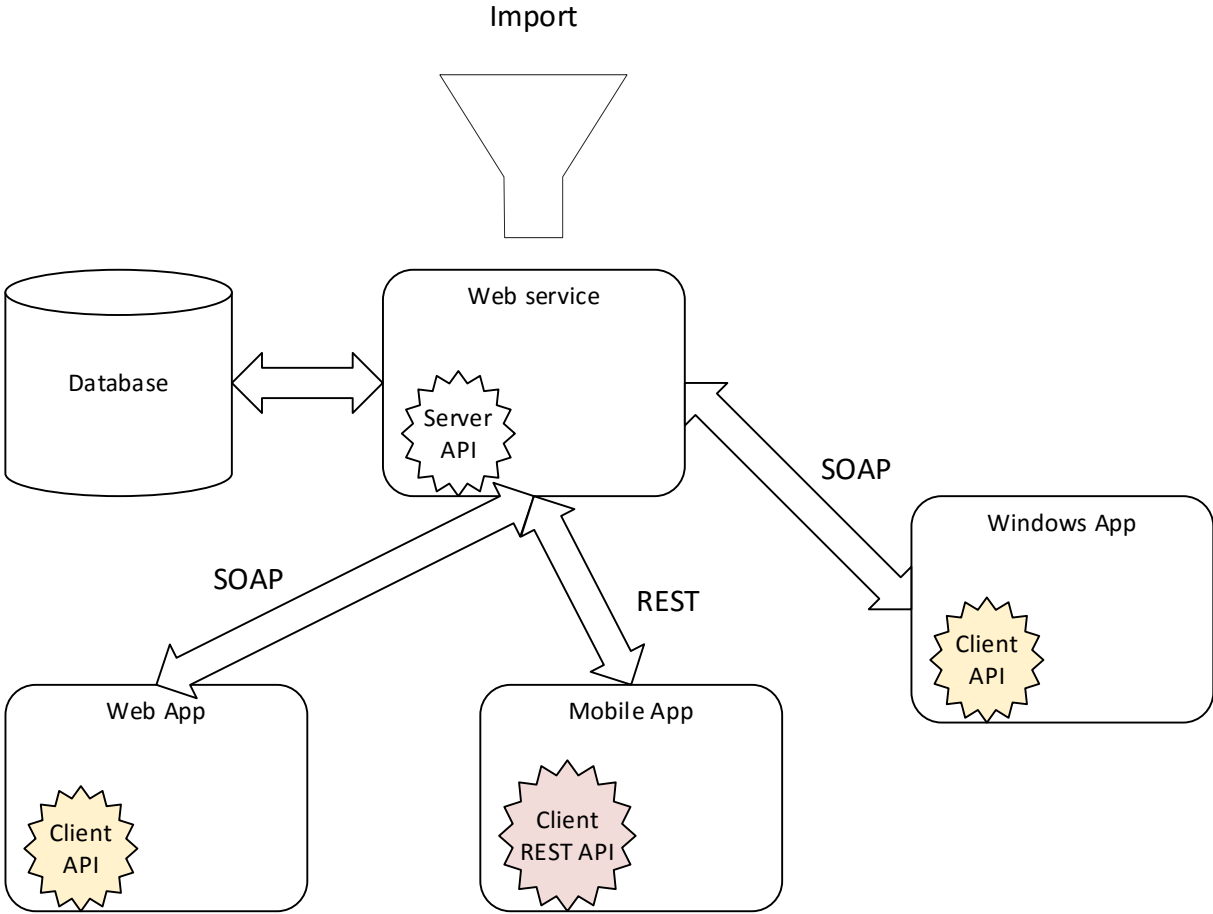 Import
Web service
Database
Server
API
SOAP
Windows App
SOAP
REST
Client
API
Web App
Mobile App
Client
API
Client
REST API